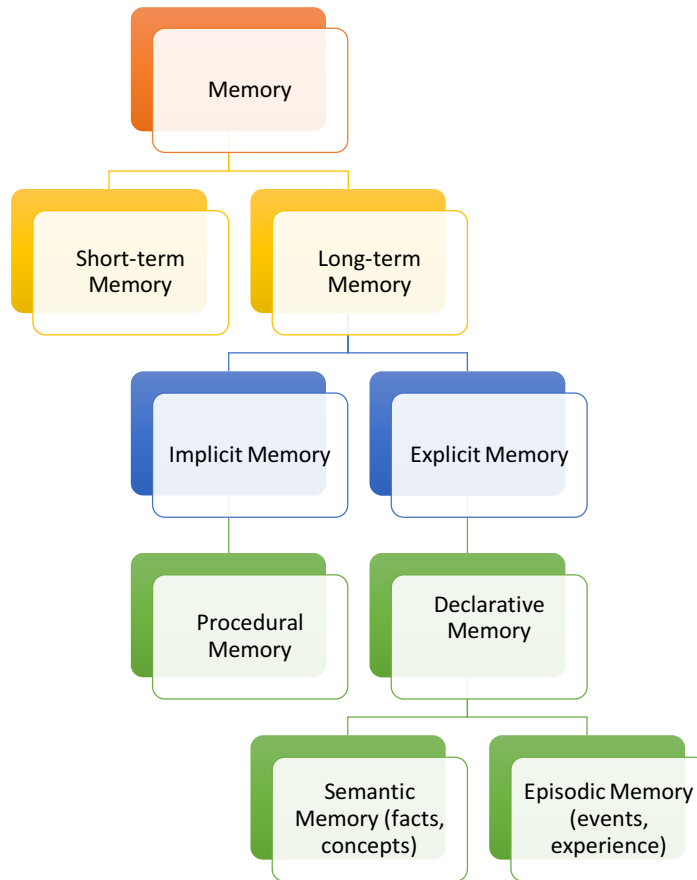 Memory
Short-term
Memory
Long-term
Memory
Implicit Memory
Explicit Memory
Procedural
Memory
Declarative
Memory
Semantic
Memory (facts,
concepts)
Episodic Memory
(events,
experience)